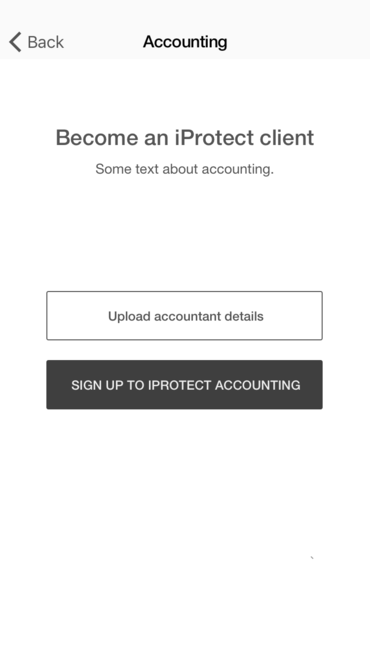 Back
Accounting
Become an iProtect client
Some text about accounting.
Upload accountant details
SIGN UP TO IPROTECT ACCOUNTING
`